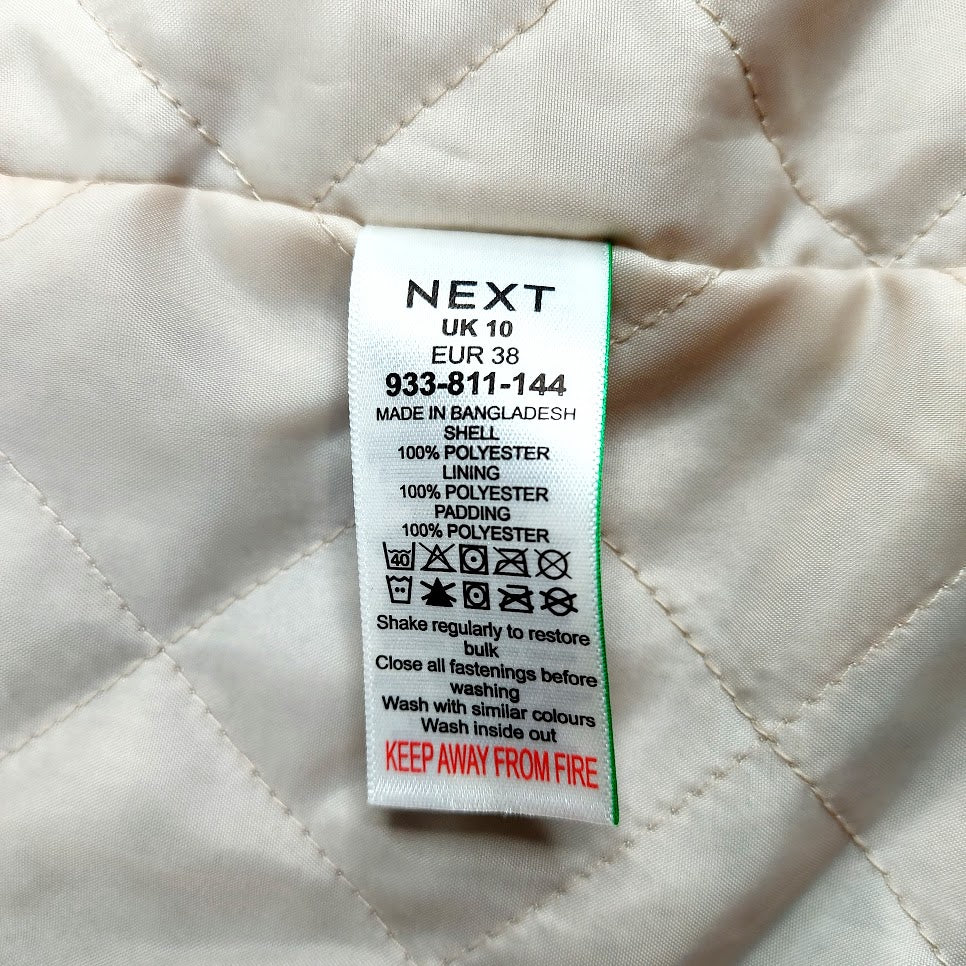 NEXT
UK 10
EUR 38
933-811-144
MADE IN BANGLADESH
SHELL
100% POLYESTER
LINING
100% POLYESTER
PADDING
100% POLYESTER
40
Shake regularly to restore
bulk
Close all fastenings before
washing
Wash with similar colours
Wash inside out
KEEP AWAY FROM FIRE